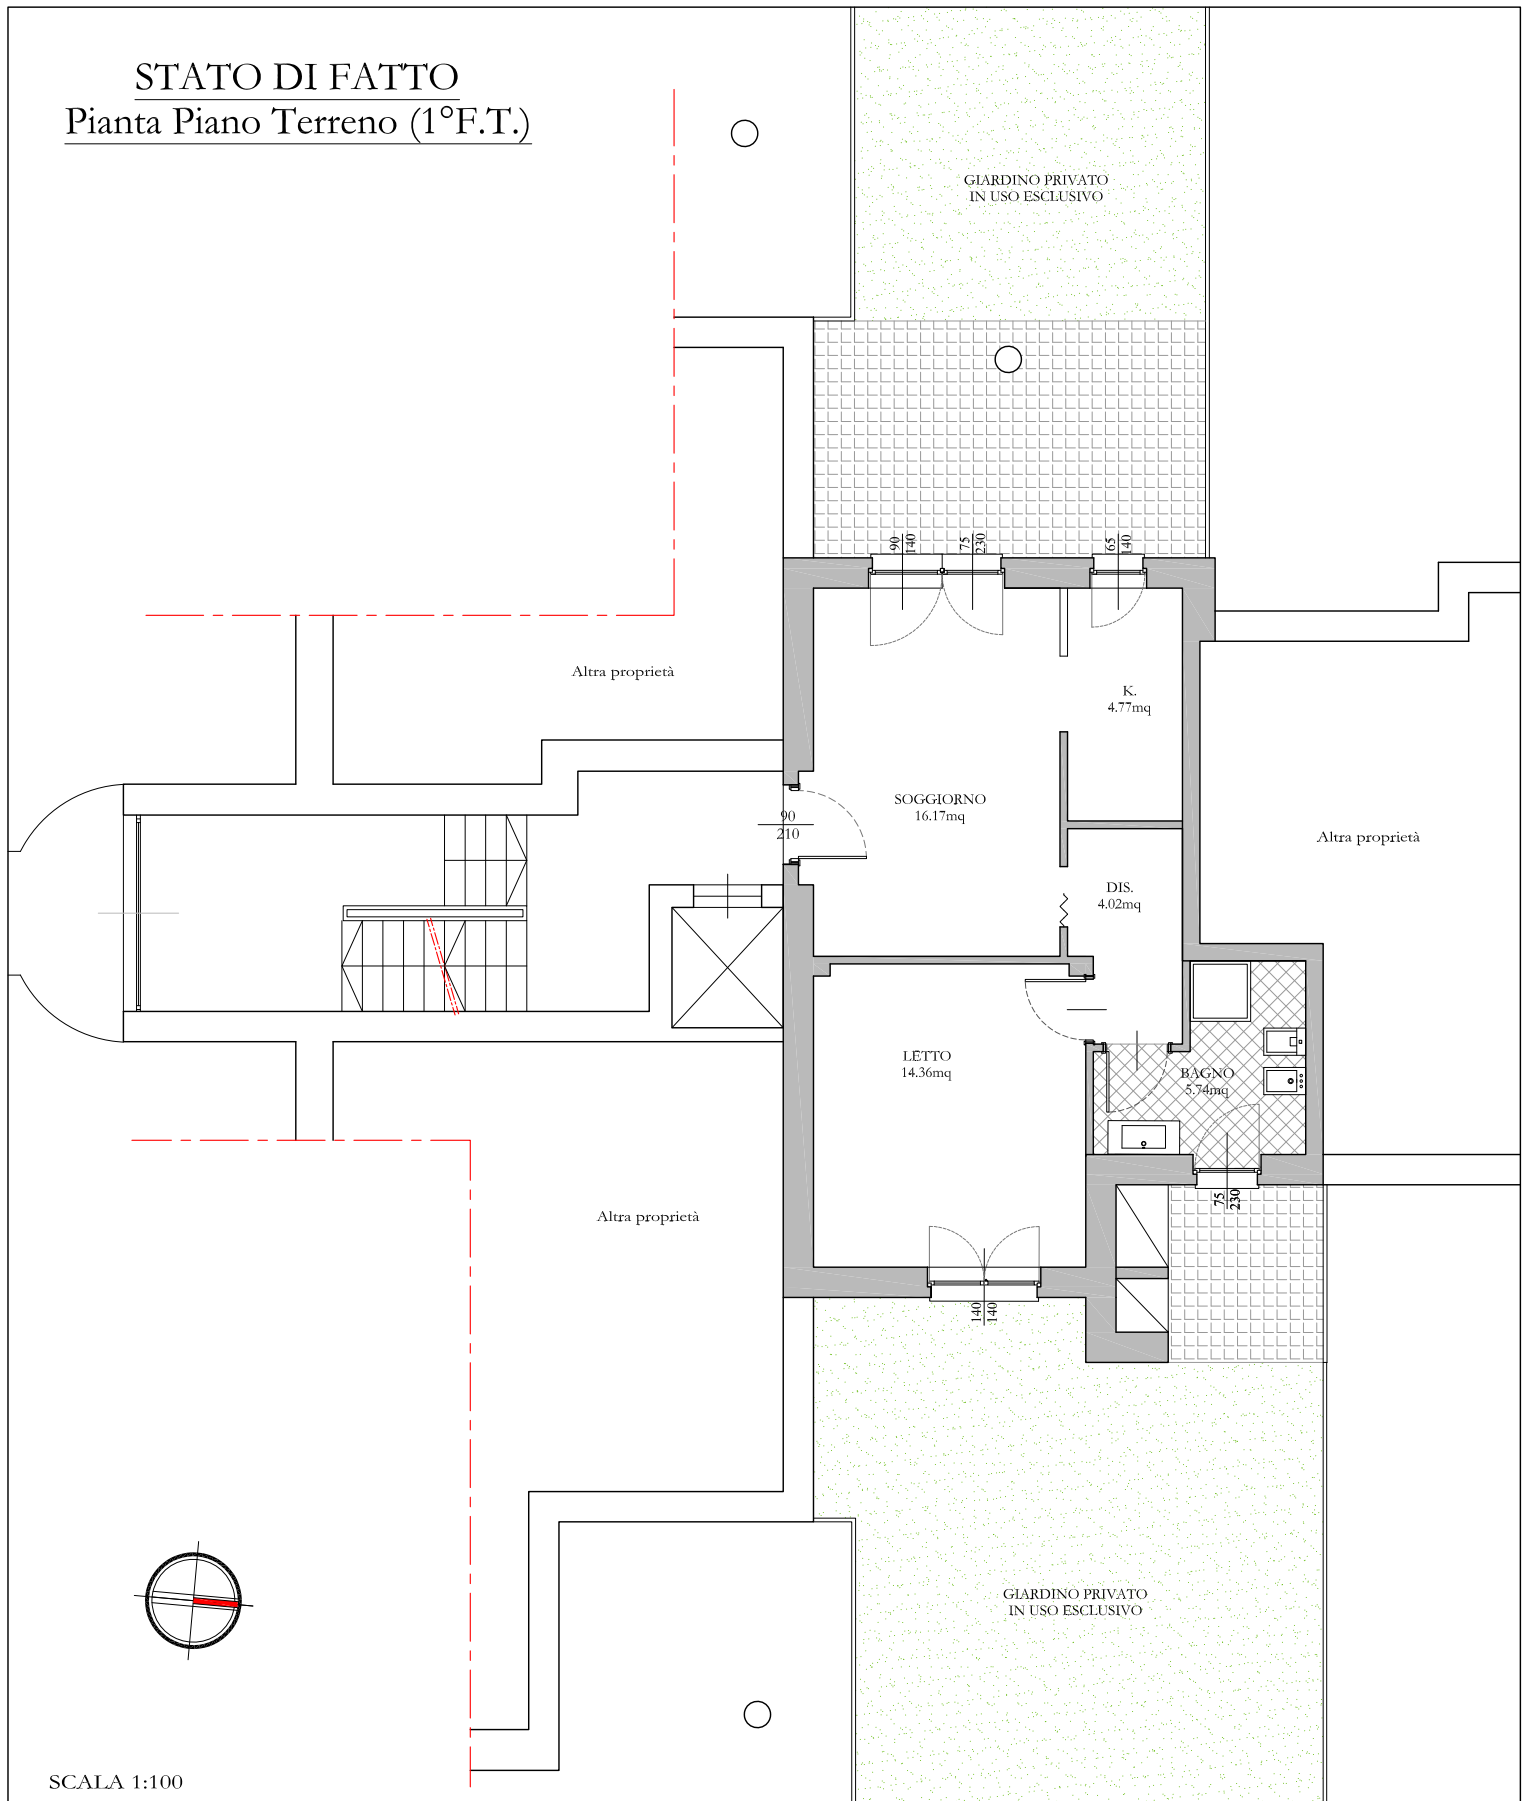 STATO DI FATTO
Pianta Piano Terreno (1°F.T.)
GIARDINO PRIVATO
IN USO ESCLUSIVO
90
140
75
230
65
140
Altra proprietà
K.
4.77mq
SOGGIORNO
16.17mq
90
210
Altra proprietà
DIS.
4.02mq
LETTO
14.36mq
BAGNO
5.74mq
75
230
Altra proprietà
140
140
GIARDINO PRIVATO
IN USO ESCLUSIVO
SCALA 1:100